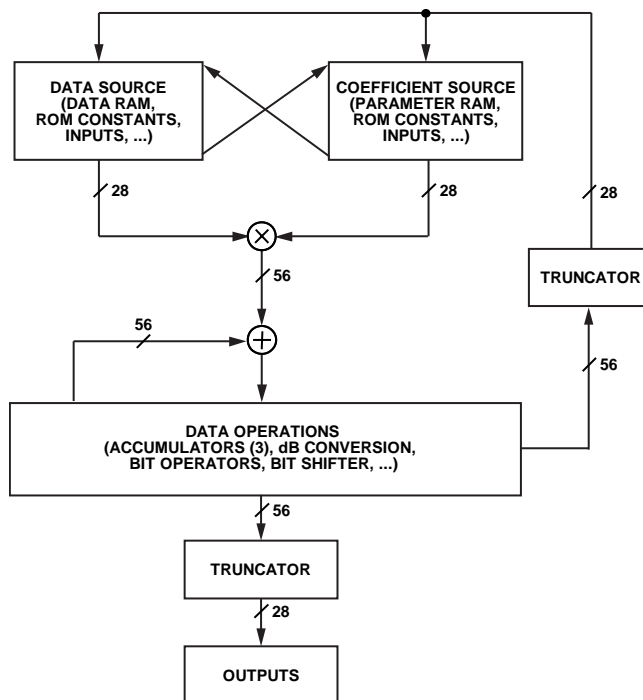 DATA SOURCE
(DATA RAM,
ROM CONSTANTS,
INPUTS, ...)
COEFFICIENT SOURCE
(PARAMETER RAM,
ROM CONSTANTS,
INPUTS, ...)
28
28
28
TRUNCATOR
56
56
56
DATA OPERATIONS
(ACCUMULATORS (3), dB CONVERSION,
BIT OPERATORS, BIT SHIFTER, ...)
56
TRUNCATOR
28
OUTPUTS